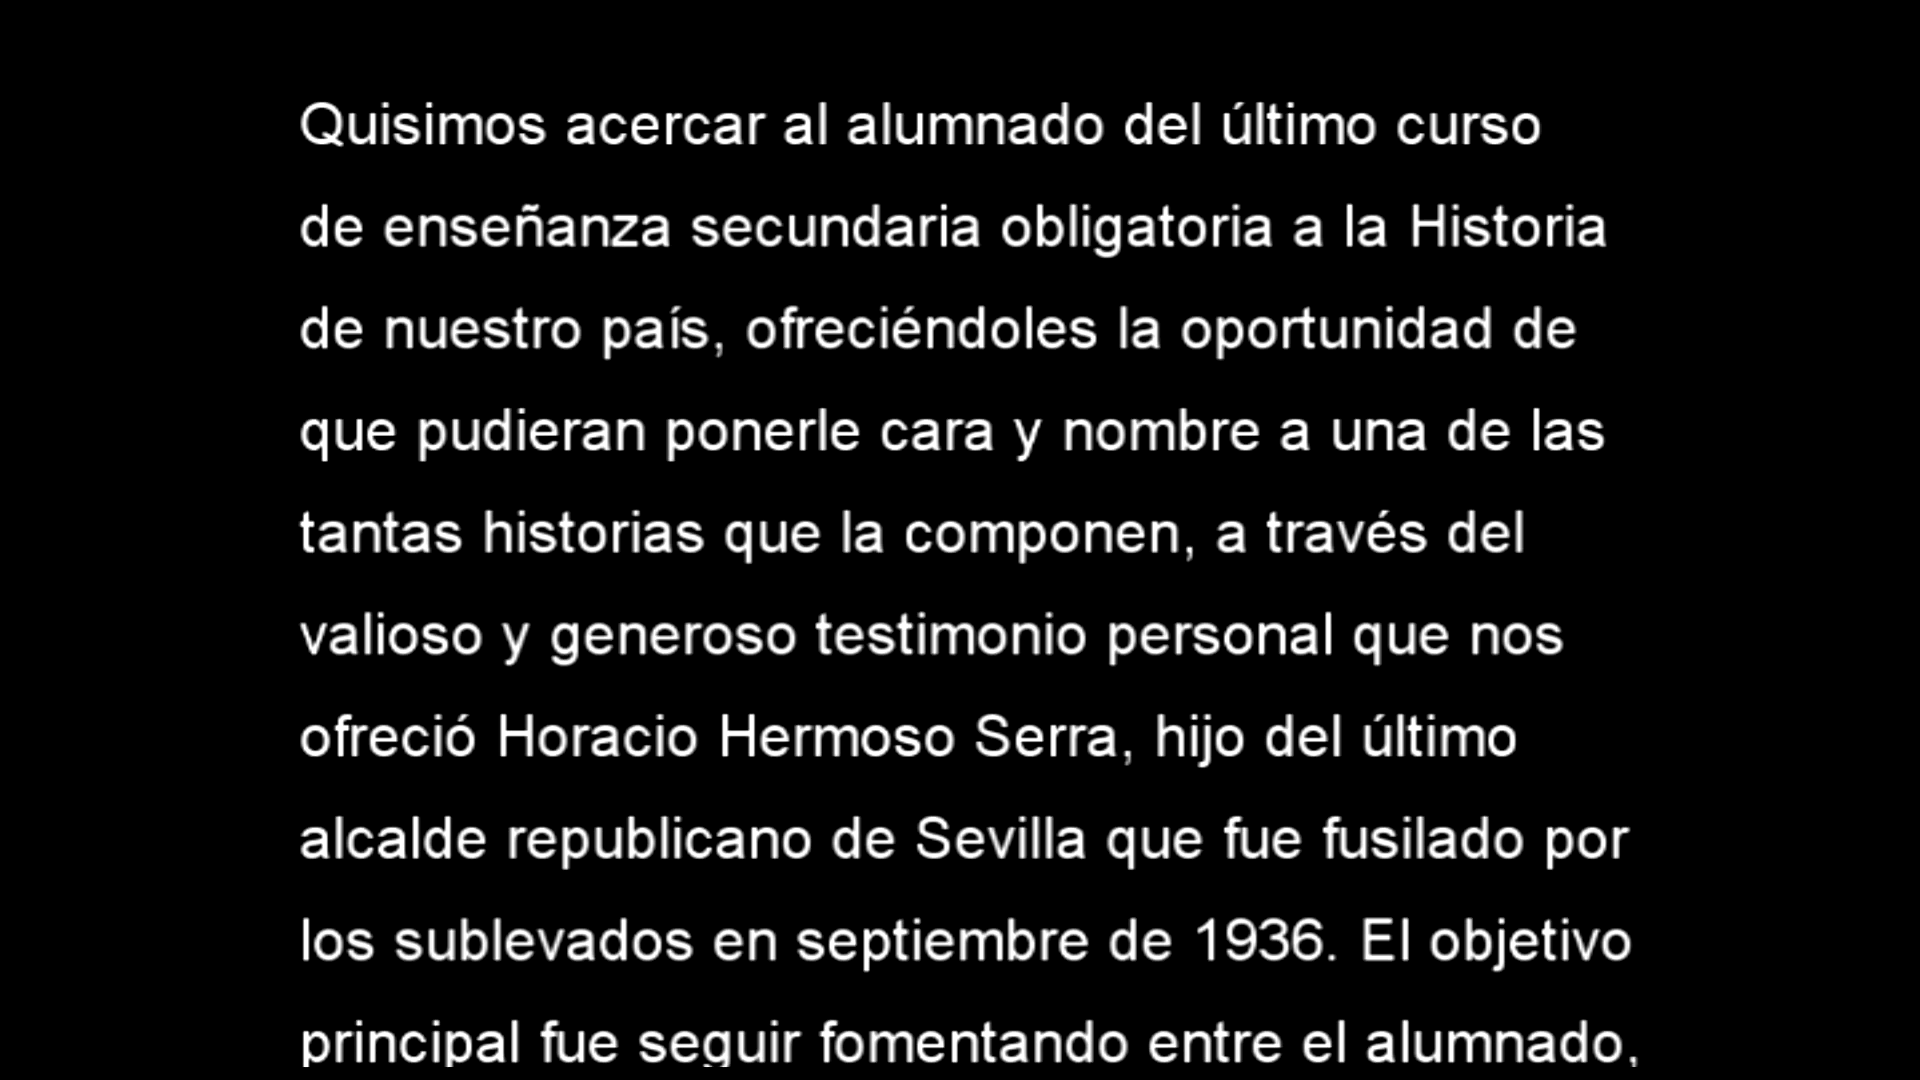 Quisimos acercar al alumnado del último curso
de enseñanza secundaria obligatoria a la Historia
de nuestro país, ofreciéndoles la oportunidad de
que pudieran ponerle cara y nombre a una de las
tantas historias que la componen, a través del
valioso y generoso testimonio personal que nos
ofreció Horacio Hermoso Serra, hijo del último
alcalde republicano de Sevilla que fue fusilado por
los sublevados en septiembre de 1936. El objetivo
principal fue seguir fomentando entre el alumnado,